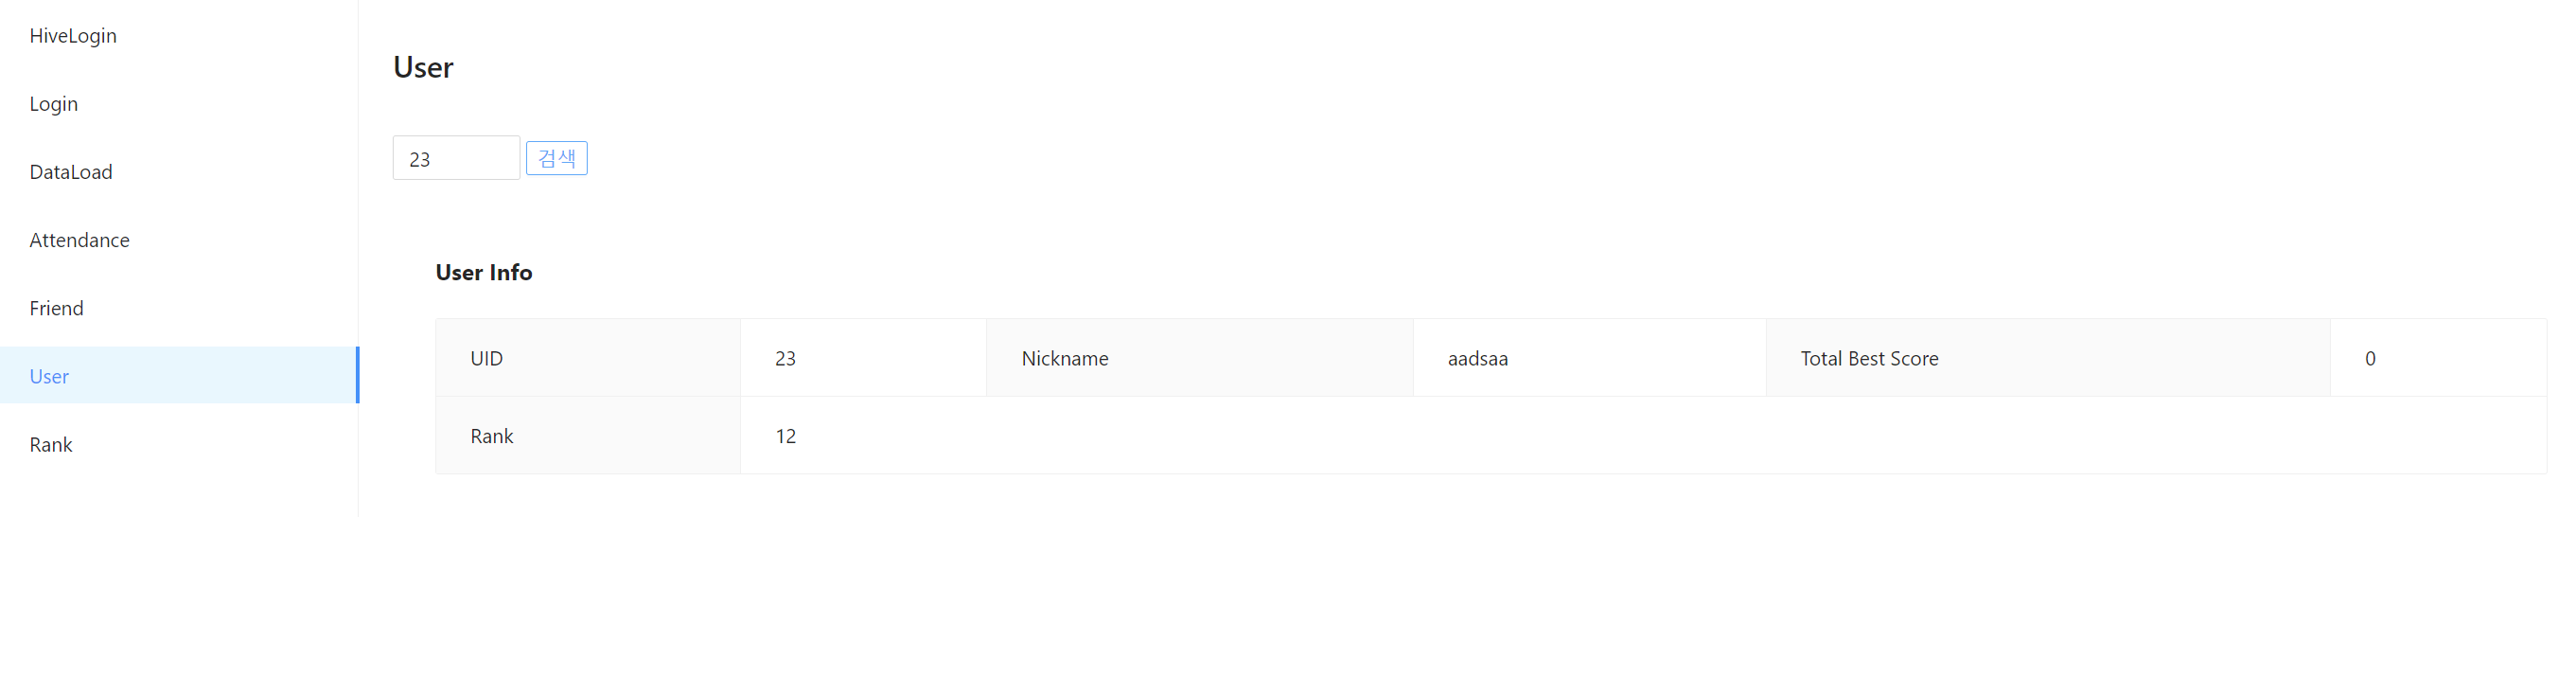 HiveLogin
Login
DataLoad
Attendance
Friend
User
Rank
User
23 검색
User Info
UID 23 Nickname aadsaa Total Best Score 0
Rank 12